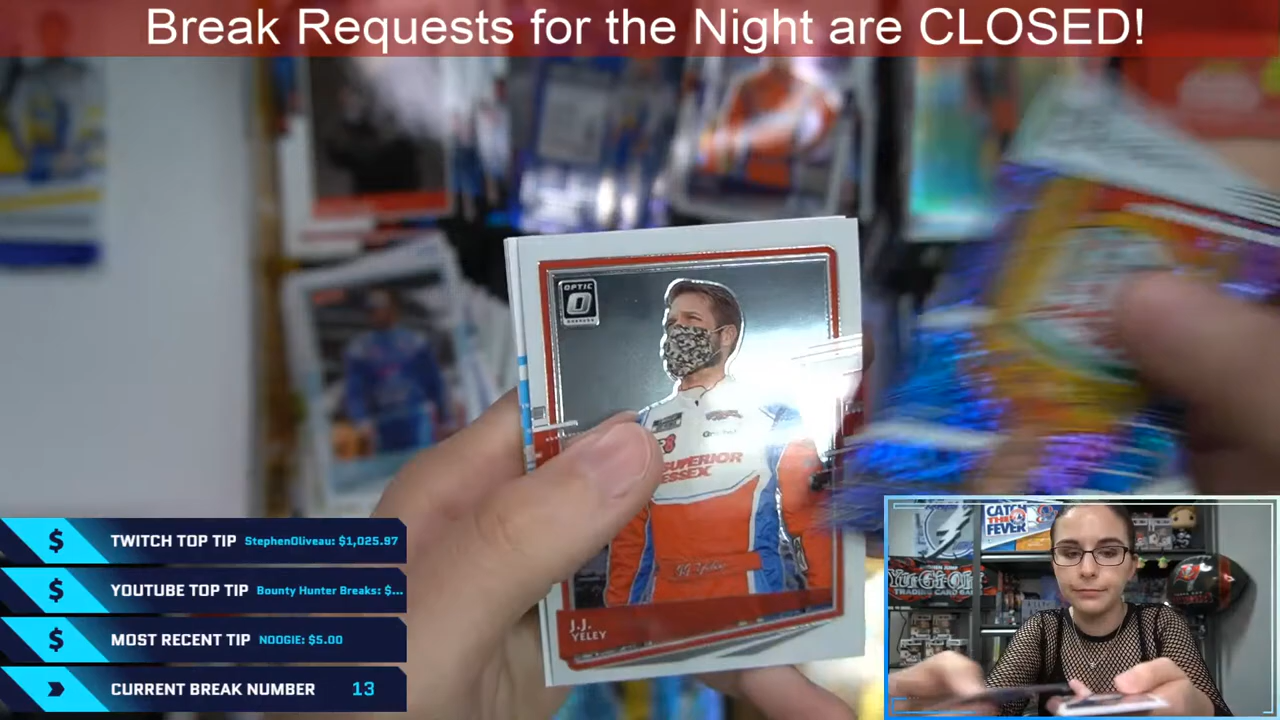 Break Requests for the Night are CLOSED!
OPTIC
SUPERIOR
ESSEX
J.J.
YELEY
CATCH
THE
FEVER
Yu-Gi-Oh!
TRADING CARD GAME
TWITCH TOP TIP StephenOliveau: $1,025.97
YOUTUBE TOP TIP Bounty Hunter Breaks: $...
MOST RECENT TIP NOOGIE: $5.00
CURRENT BREAK NUMBER 13